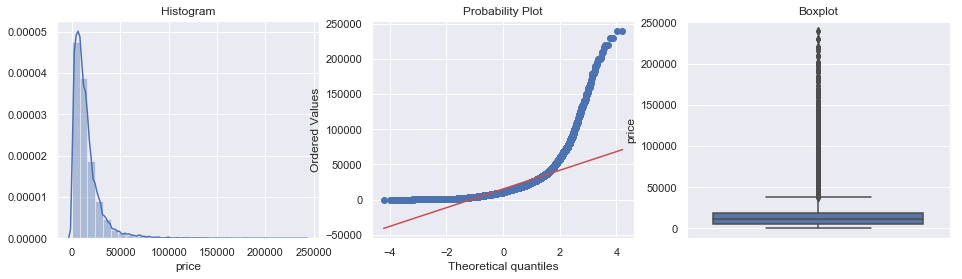 Histogram
0.00005
0.00004
0.00003
0.00002
0.00001
0.00000
0 50000 100000 150000 200000 250000
price
Probability Plot
Ordered Values
250000
200000
150000
100000
50000
0
−50000
−4 −2 0 2 4
Theoretical quantiles
Boxplot
price
250000
200000
150000
100000
50000
0